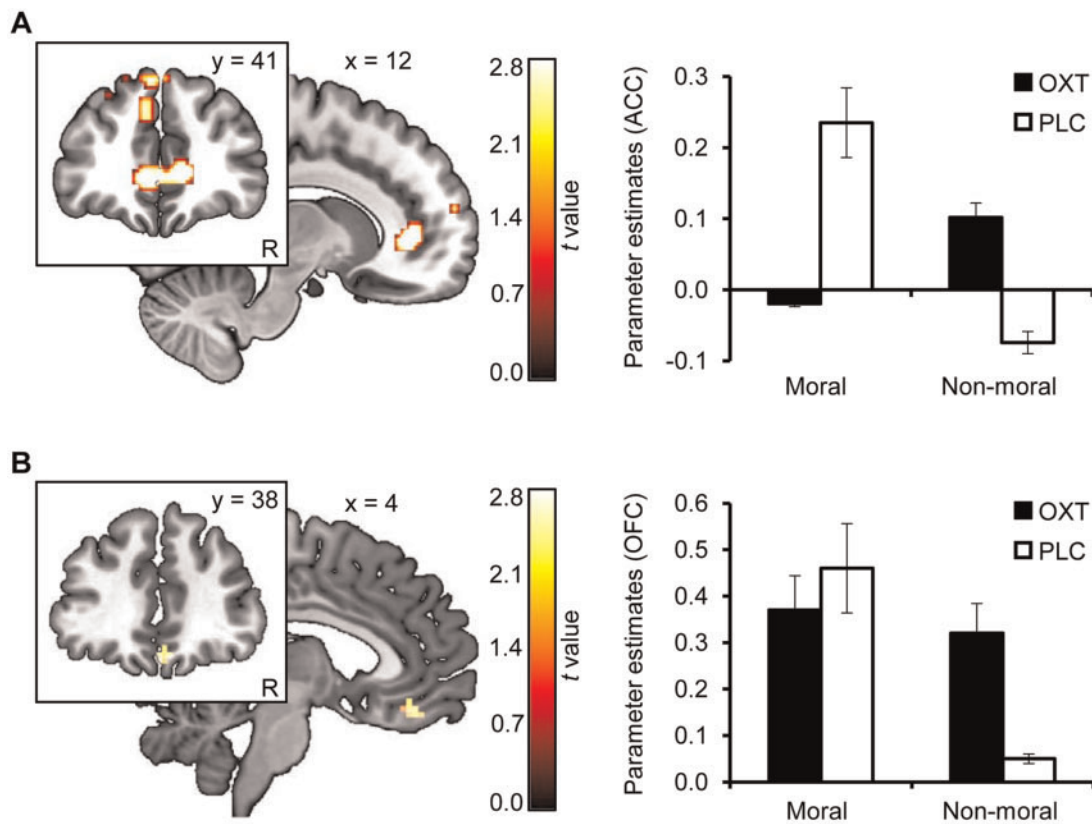 A
y = 41
x = 12
R
2.8
2.1
1.4
0.7
0.0
t value
Parameter estimates (ACC)
0.3
0.2
0.1
0.0
-0.1
OXT
PLC
Moral
Non-moral
B
y = 38
x = 4
R
2.8
2.1
1.4
0.7
0.0
t value
Parameter estimates (OFC)
0.6
0.5
0.4
0.3
0.2
0.1
0.0
OXT
PLC
Moral
Non-moral